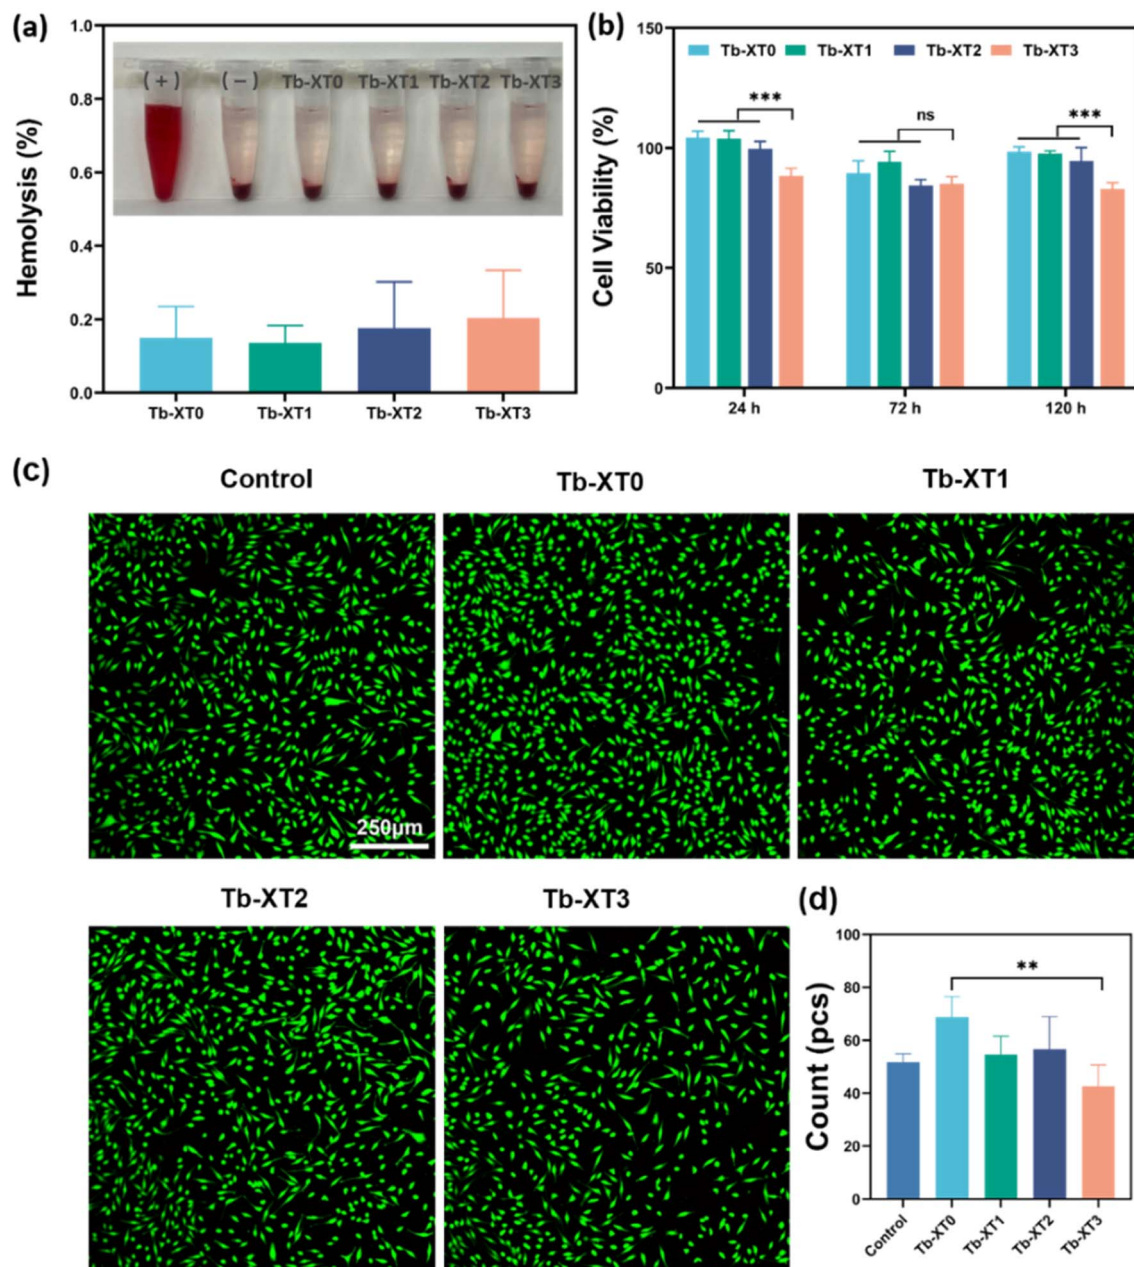 (a)
1.0
0.8
0.6
0.4
0.2
0.0
Hemolysis (%)
(+) (−) Tb-XT0 Tb-XT1 Tb-XT2 Tb-XT3
Tb-XT0 Tb-XT1 Tb-XT2 Tb-XT3
(b)
150
100
50
0
Cell Viability (%)
Tb-XT0 Tb-XT1 Tb-XT2 Tb-XT3
*** ns ***
24 h 72 h 120 h
(c)
Control Tb-XT0 Tb-XT1
250μm
Tb-XT2 Tb-XT3
(d)
100
80
60
40
20
0
Count (pcs)
**
Control Tb-XT0 Tb-XT1 Tb-XT2 Tb-XT3